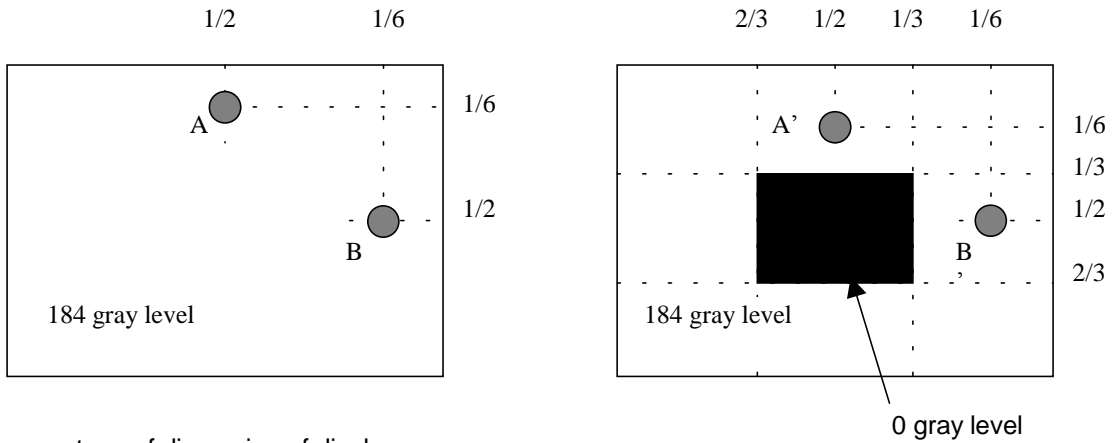 1/2 1/6
1/6
A
1/2
B
184 gray level
2/3 1/2 1/3 1/6
A’ 1/6
1/3
1/2
B
’ 2/3
184 gray level
0 gray level